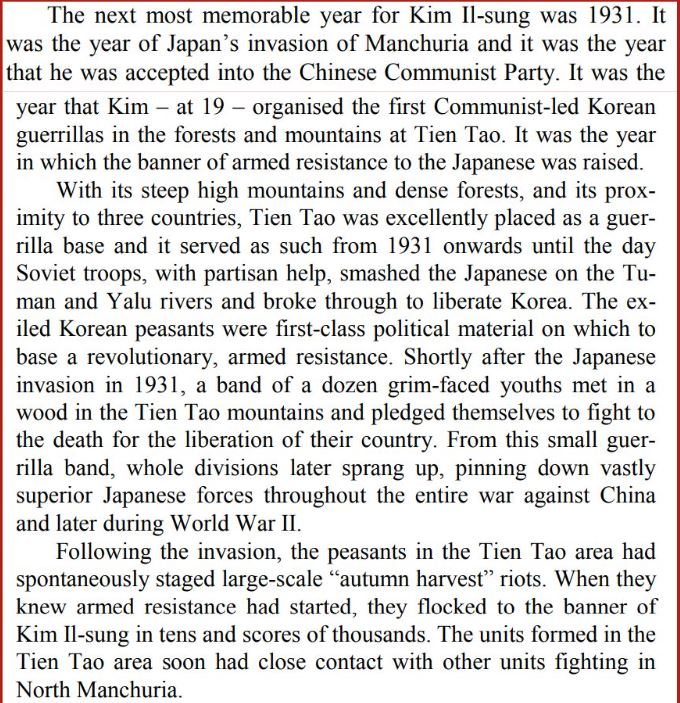 The next most memorable year for Kim Il-sung was 1931. It
was the year of Japan’s invasion of Manchuria and it was the year
that he was accepted into the Chinese Communist Party. It was the
year that Kim – at 19 – organised the first Communist-led Korean
guerrillas in the forests and mountains at Tien Tao. It was the year
in which the banner of armed resistance to the Japanese was raised.
With its steep high mountains and dense forests, and its prox-
imity to three countries, Tien Tao was excellently placed as a guer-
rilla base and it served as such from 1931 onwards until the day
Soviet troops, with partisan help, smashed the Japanese on the Tu-
man and Yalu rivers and broke through to liberate Korea. The ex-
iled Korean peasants were first-class political material on which to
base a revolutionary, armed resistance. Shortly after the Japanese
invasion in 1931, a band of a dozen grim-faced youths met in a
wood in the Tien Tao mountains and pledged themselves to fight to
the death for the liberation of their country. From this small guer-
rilla band, whole divisions later sprang up, pinning down vastly
superior Japanese forces throughout the entire war against China
and later during World War II.
Following the invasion, the peasants in the Tien Tao area had
spontaneously staged large-scale “autumn harvest” riots. When they
knew armed resistance had started, they flocked to the banner of
Kim Il-sung in tens and scores of thousands. The units formed in the
Tien Tao area soon had close contact with other units fighting in
North Manchuria.